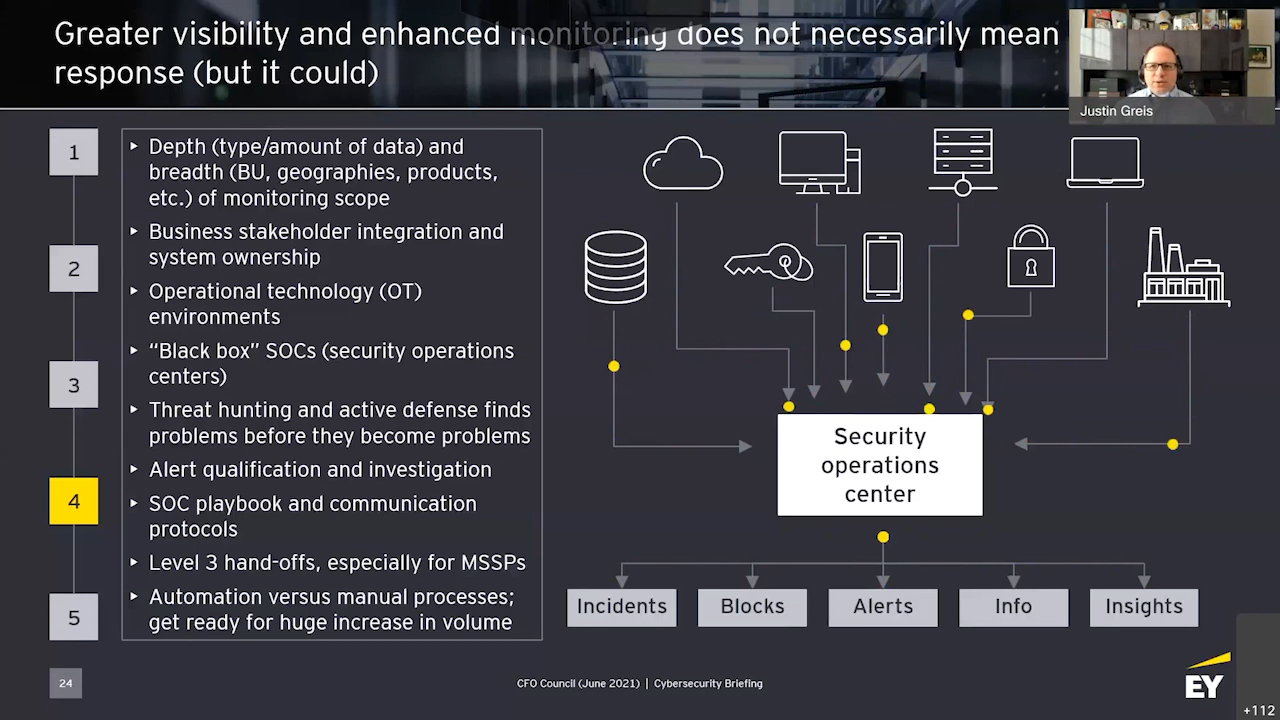 Greater visibility and enhanced monitoring does not necessarily mean
response (but it could)
Justin Greis
1
2
3
4
5
‣ Depth (type/amount of data) and
breadth (BU, geographies, products,
etc.) of monitoring scope
‣ Business stakeholder integration and
system ownership
‣ Operational technology (OT)
environments
‣ “Black box” SOCs (security operations
centers)
‣ Threat hunting and active defense finds
problems before they become problems
‣ Alert qualification and investigation
‣ SOC playbook and communication
protocols
‣ Level 3 hand-offs, especially for MSSPs
‣ Automation versus manual processes;
get ready for huge increase in volume
Security
operations
center
Incidents
Blocks
Alerts
Info
Insights
24
CFO Council (June 2021) | Cybersecurity Briefing
EY
+112